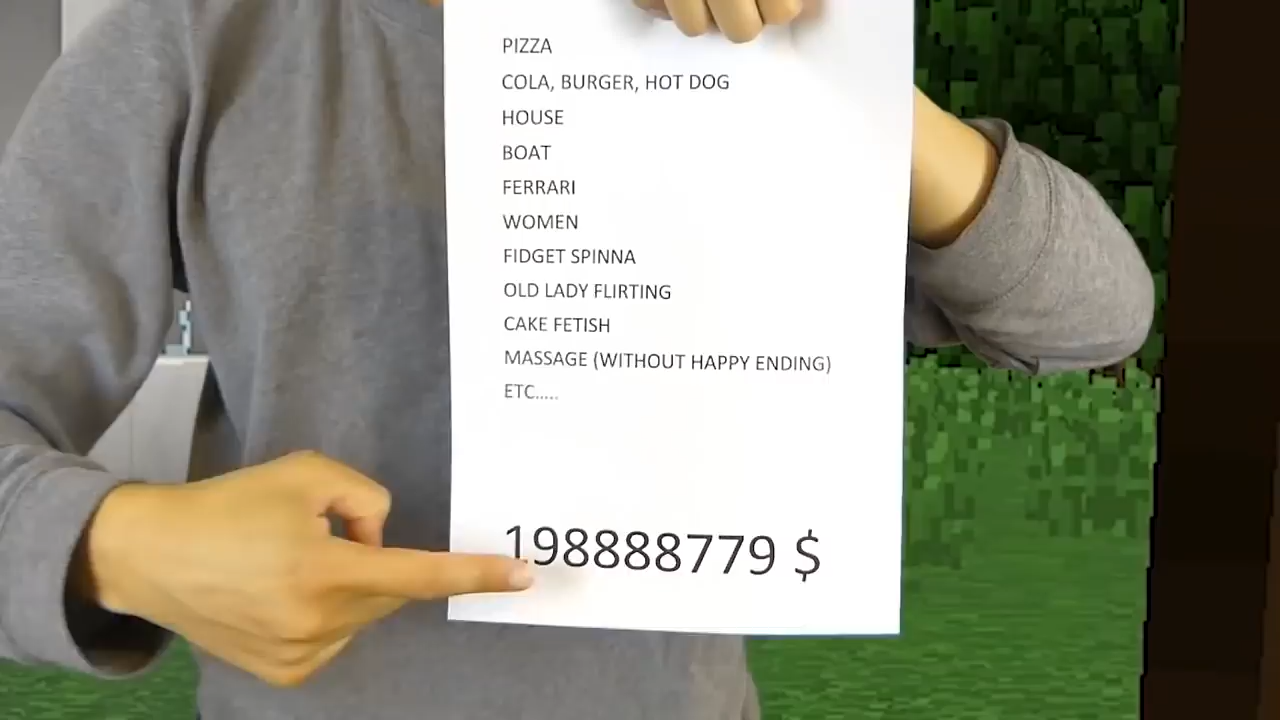 PIZZA
COLA, BURGER, HOT DOG
HOUSE
BOAT
FERRARI
WOMEN
FIDGET SPINNA
OLD LADY FLIRTING
CAKE FETISH
MASSAGE (WITHOUT HAPPY ENDING)
ETC.....
198888779 $